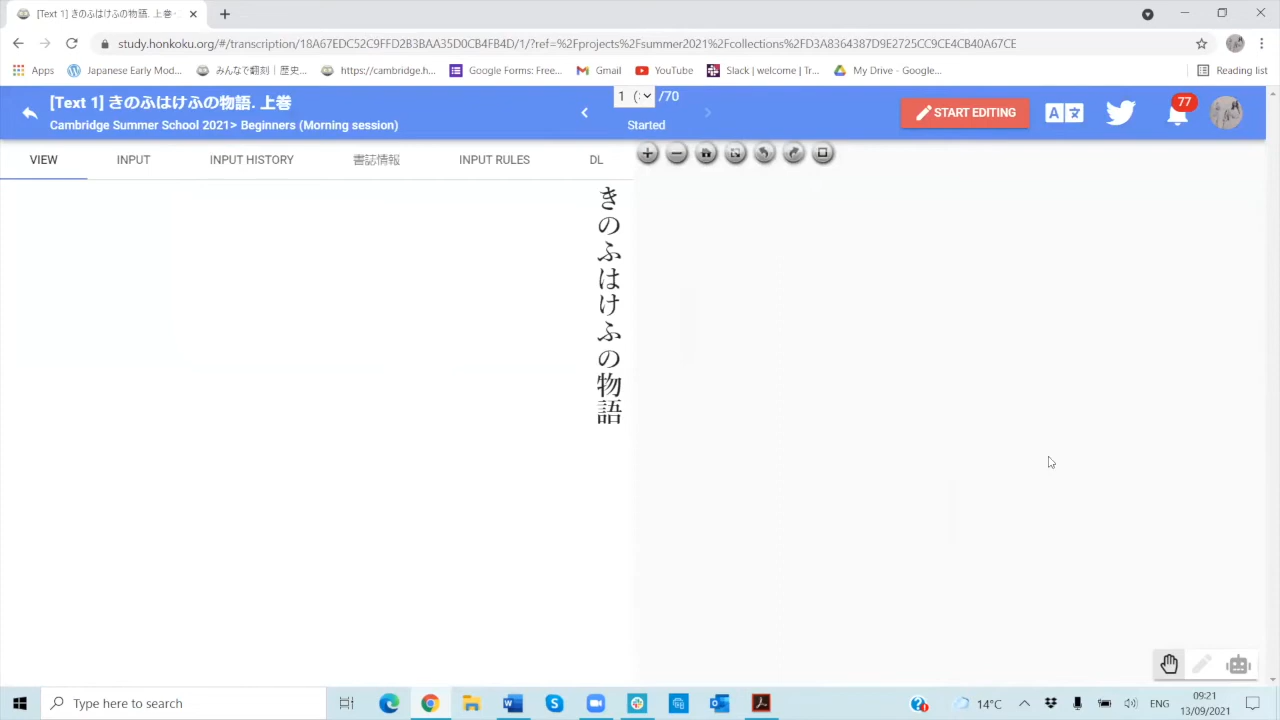 [Text 1] きのふはけふの物語. 上巻
study.honkoku.org/#/transcription/18A67EDC52C9FFD2B3BAA35D0CB4FB4D/1/?ref=%2Fprojects%2Fsummer2021%2Fcollections%2FD3A8364387D9E2725CC9CE4CB40A67CE
Apps Japanese Early Mod... みんなで翻刻 | 歴史... https://cambridge.h... Google Forms: Free... Gmail YouTube Slack | welcome | Tr... My Drive - Google... Reading list
[Text 1] きのふはけふの物語. 上巻
Cambridge Summer School 2021> Beginners (Morning session)
1 /70
Started
START EDITING
77
VIEW INPUT INPUT HISTORY 書誌情報 INPUT RULES DL
きのふはけふの物語
Type here to search
14°C ENG
09:21
13/09/2021